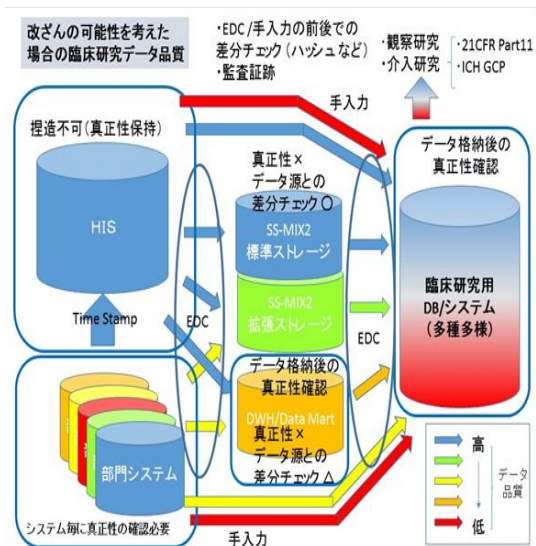 改ざんの可能性を考えた
場合の臨床研究データ品質
・EDC/手入力の前後での
差分チェック(ハッシュなど)
・監査証跡
・観察研究
・介入研究
・21CFR Part11
・ICH GCP
手入力
捏造不可(真正性保持)
HIS
Time Stamp
EDC
真正性×
データ源との
差分チェック○
SS-MIX2
標準ストレージ
SS-MIX2
拡張ストレージ
データ格納後の
真正性確認
DWH/Data Mart
真正性×
データ源との
差分チェック△
EDC
データ格納後の
真正性確認
臨床研究用
DB/システム
(多種多様)
部門システム
システム毎に真正性の確認必要
手入力
高
低
データ
品質